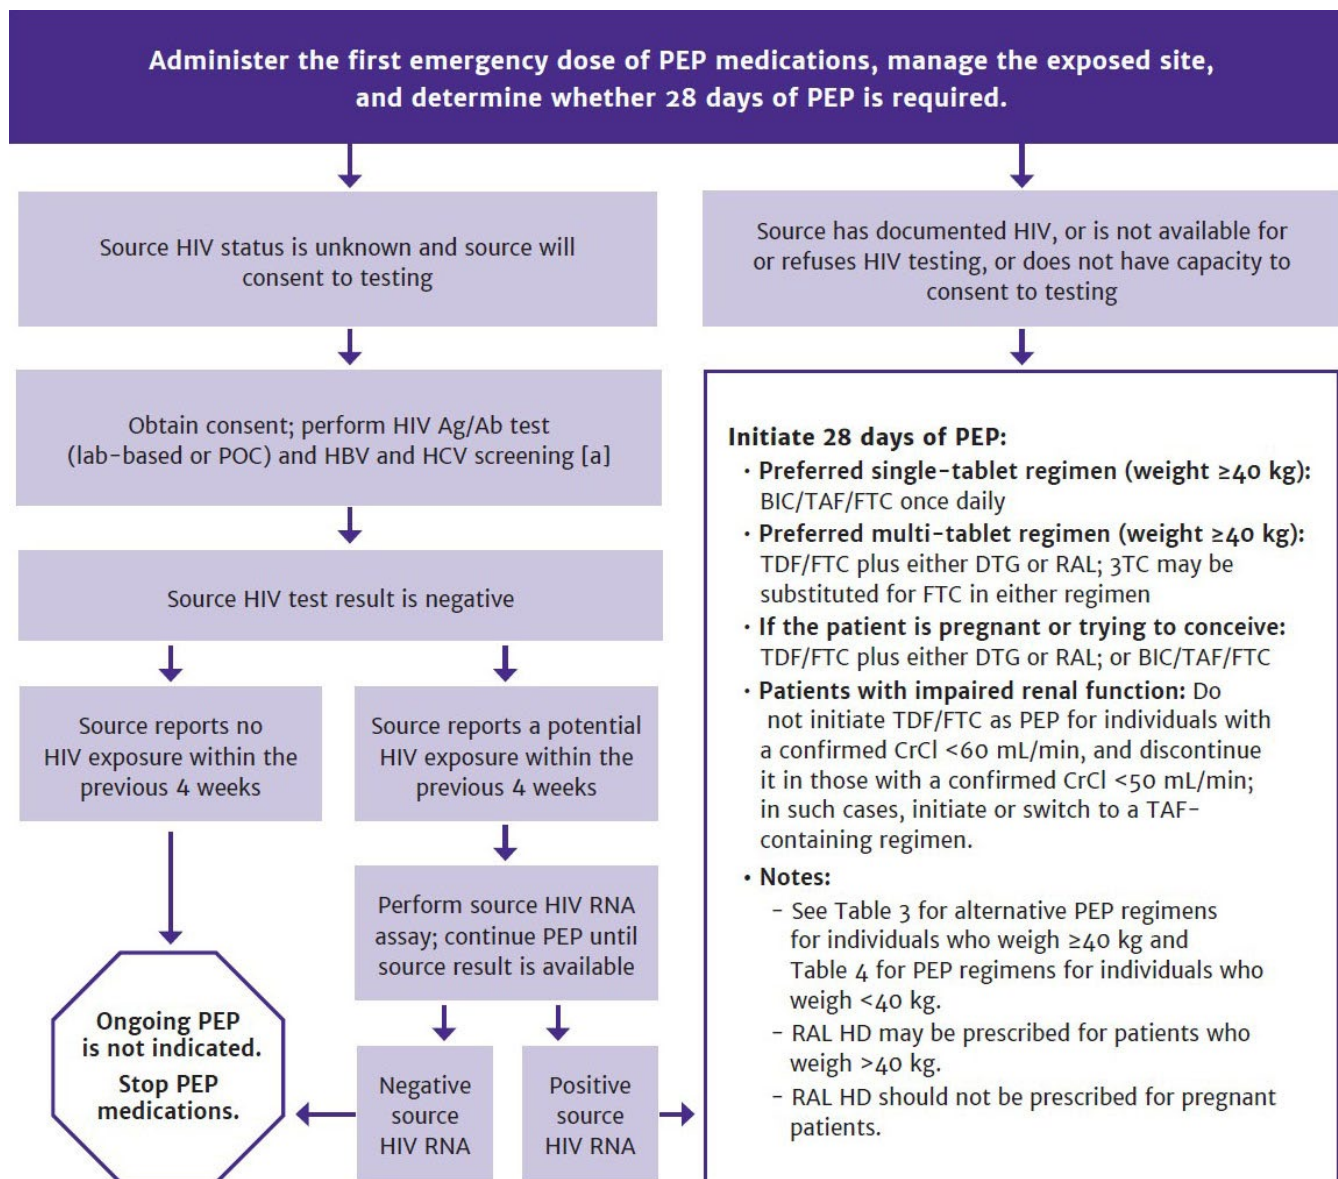 Administer the first emergency dose of PEP medications, manage the exposed site,
and determine whether 28 days of PEP is required.
Source HIV status is unknown and source will
consent to testing
Source has documented HIV, or is not available for
or refuses HIV testing, or does not have capacity to
consent to testing
Obtain consent; perform HIV Ag/Ab test
(lab-based or POC) and HBV and HCV screening [a]
Source HIV test result is negative
Source reports no
HIV exposure within the
previous 4 weeks
Source reports a potential
HIV exposure within the
previous 4 weeks
Perform source HIV RNA
assay; continue PEP until
source result is available
Ongoing PEP
is not indicated.
Stop PEP
medications.
Negative
source
HIV RNA
Positive
source
HIV RNA
Initiate 28 days of PEP:
• Preferred single-tablet regimen (weight ≥40 kg):
BIC/TAF/FTC once daily
• Preferred multi-tablet regimen (weight ≥40 kg):
TDF/FTC plus either DTG or RAL; 3TC may be
substituted for FTC in either regimen
• If the patient is pregnant or trying to conceive:
TDF/FTC plus either DTG or RAL; or BIC/TAF/FTC
• Patients with impaired renal function: Do
not initiate TDF/FTC as PEP for individuals with
a confirmed CrCl <60 mL/min, and discontinue
it in those with a confirmed CrCl <50 mL/min;
in such cases, initiate or switch to a TAF-
containing regimen.
• Notes:
- See Table 3 for alternative PEP regimens
for individuals who weigh ≥40 kg and
Table 4 for PEP regimens for individuals who
weigh <40 kg.
- RAL HD may be prescribed for patients who
weigh >40 kg.
- RAL HD should not be prescribed for pregnant
patients.